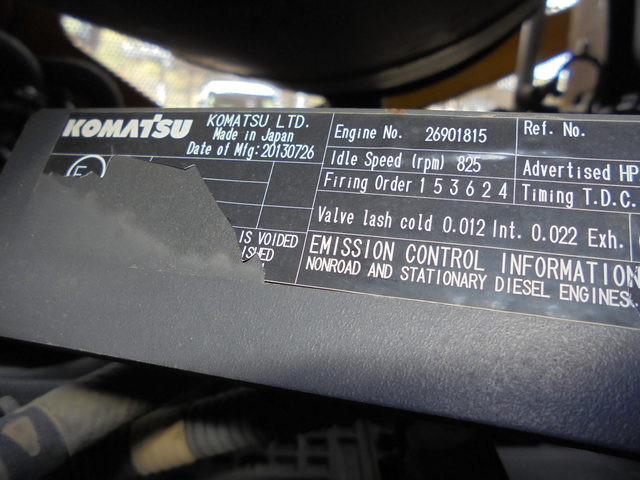 KOMATSU KOMATSU LTD.
Made in Japan
Date of Mfg:20130726
Engine No. 26901815 Ref. No.
Idle Speed (rpm) 825 Advertised HP
Firing Order 1 5 3 6 2 4 Timing T.D.C.
Valve lash cold 0.012 Int. 0.022 Exh.
IS VOIDED
EMISSION CONTROL INFORMATION
NONROAD AND STATIONARY DIESEL ENGINES.